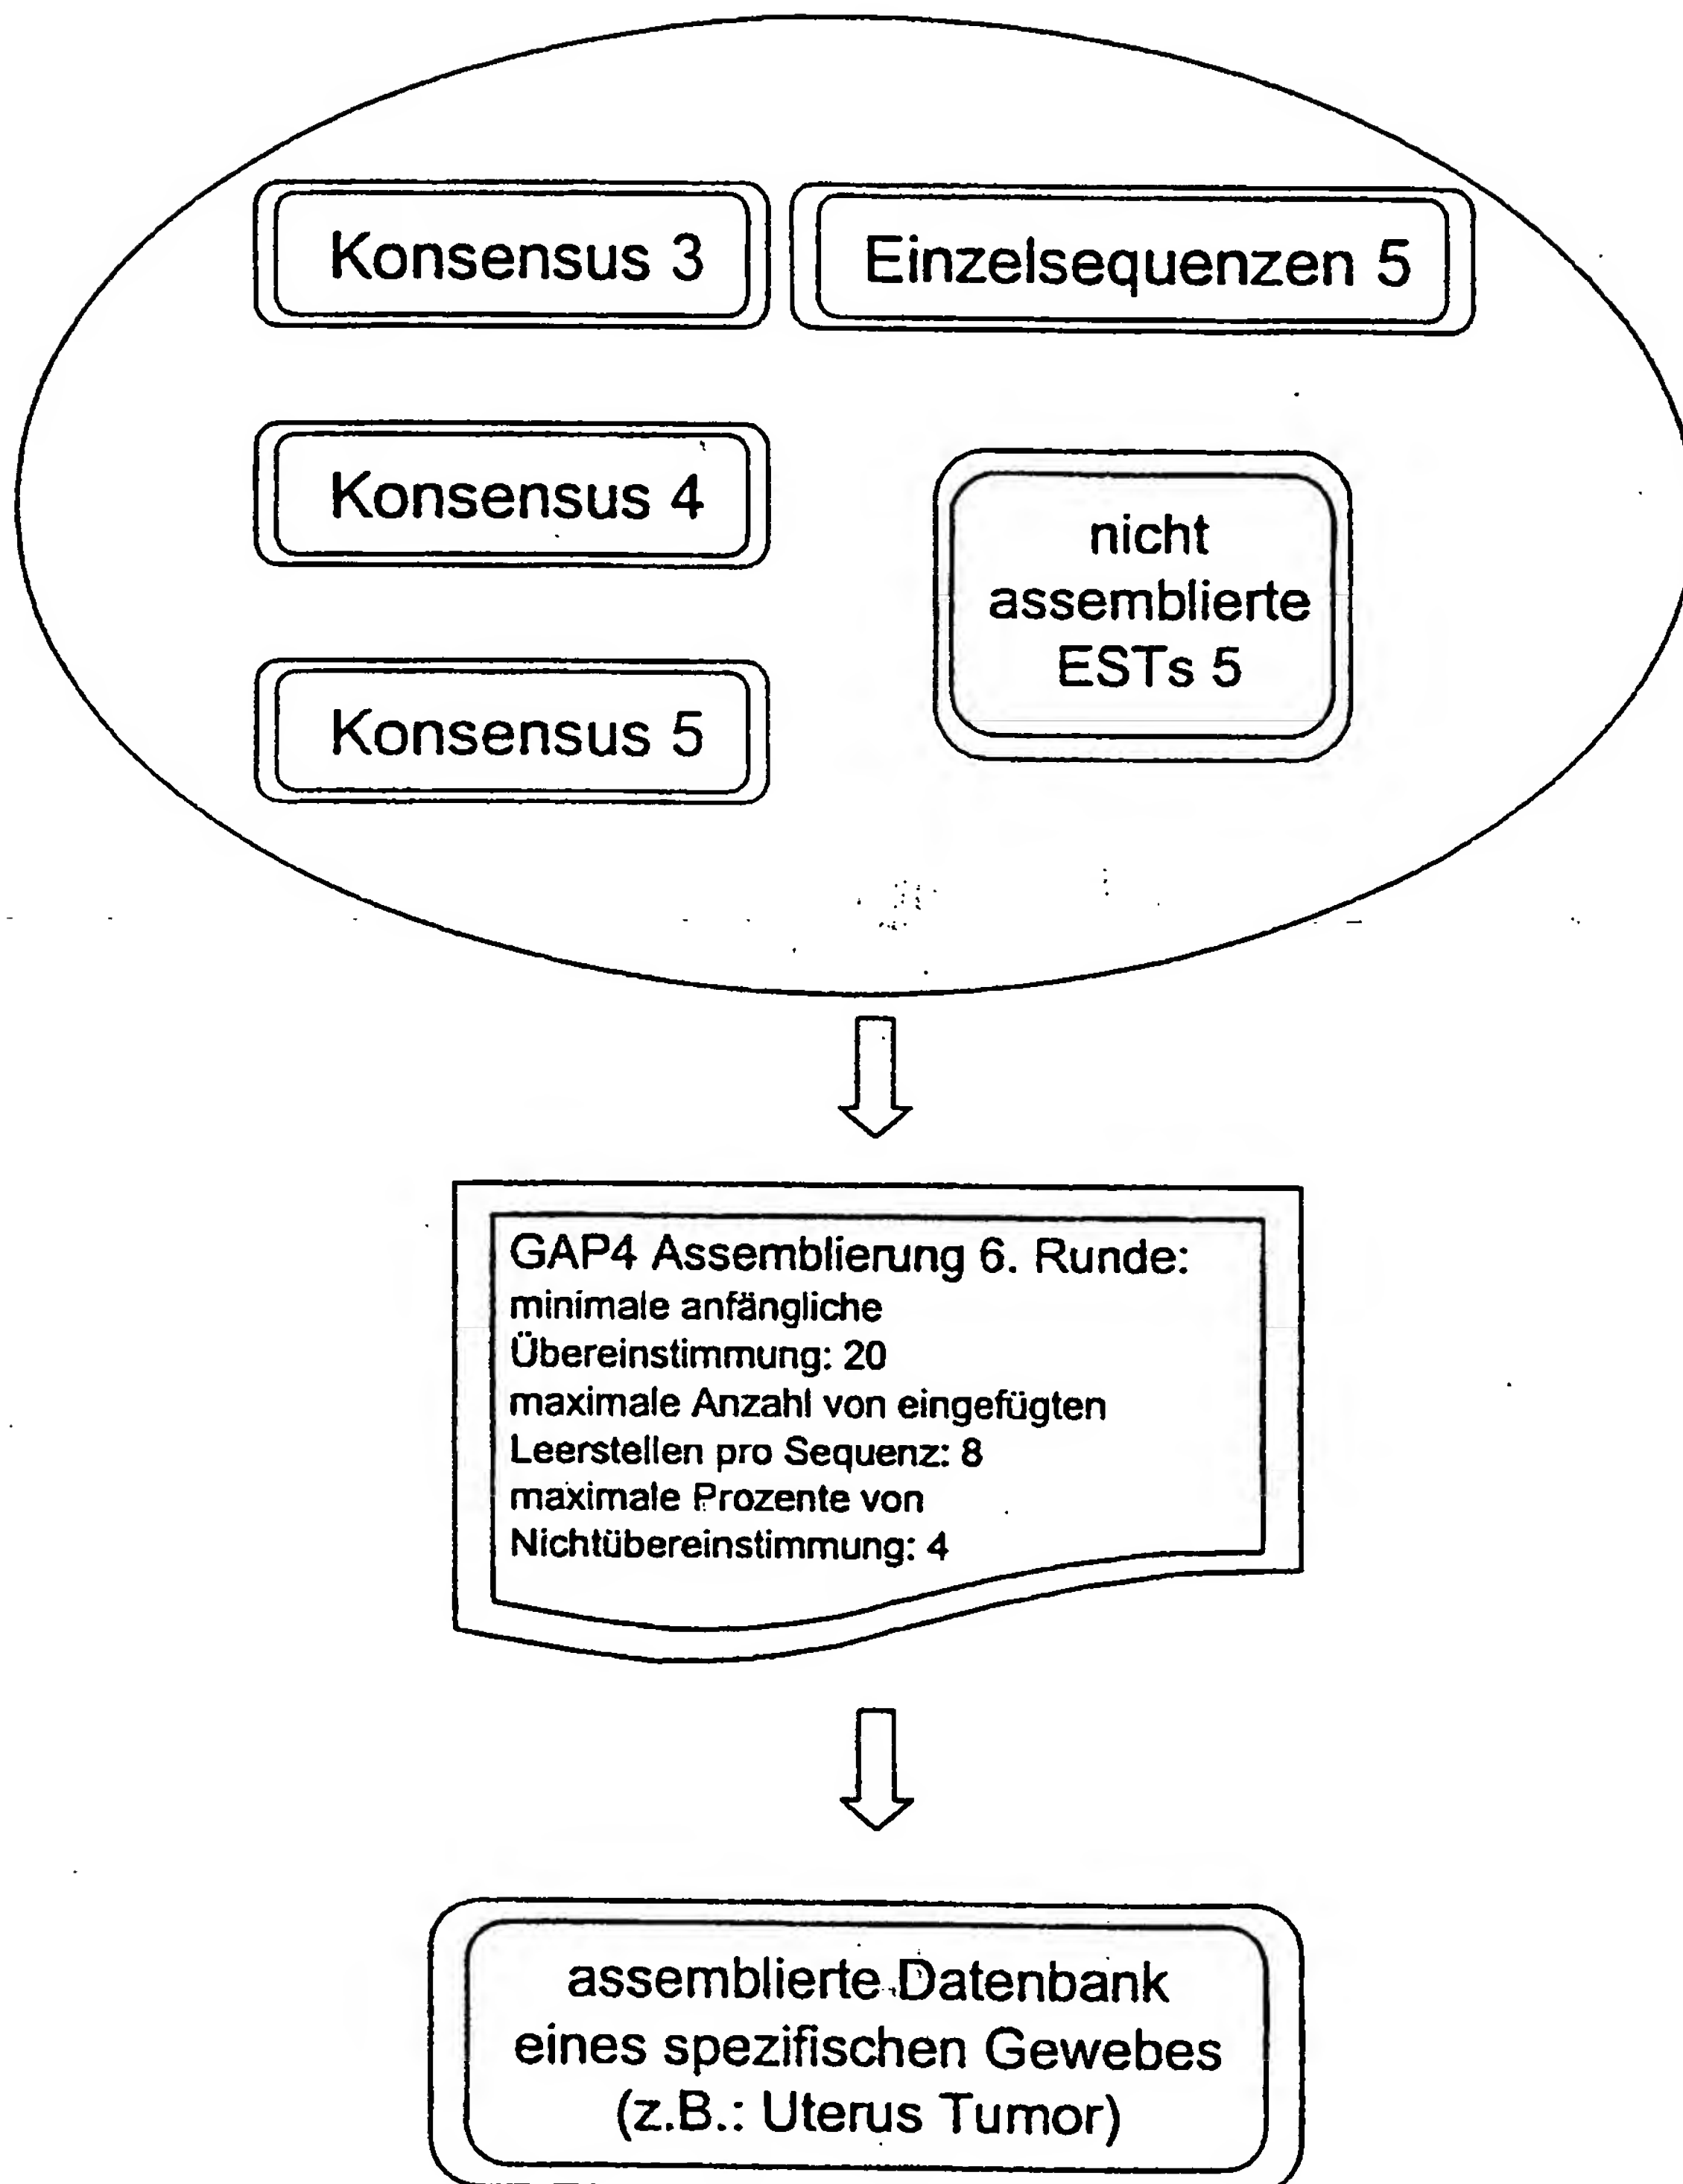 Konsensus 3
Einzelsequenzen 5
Konsensus 4
nicht
assemblierte
ESTs 5
Konsensus 5
GAP4 Assemblierung 6. Runde:
minimale anfängliche
Übereinstimmung: 20
maximale Anzahl von eingefügten
Leerstellen pro Sequenz: 8
maximale Prozente von
Nichtübereinstimmung: 4
assemblierte Datenbank
eines spezifischen Gewebes
(z.B.: Uterus Tumor)